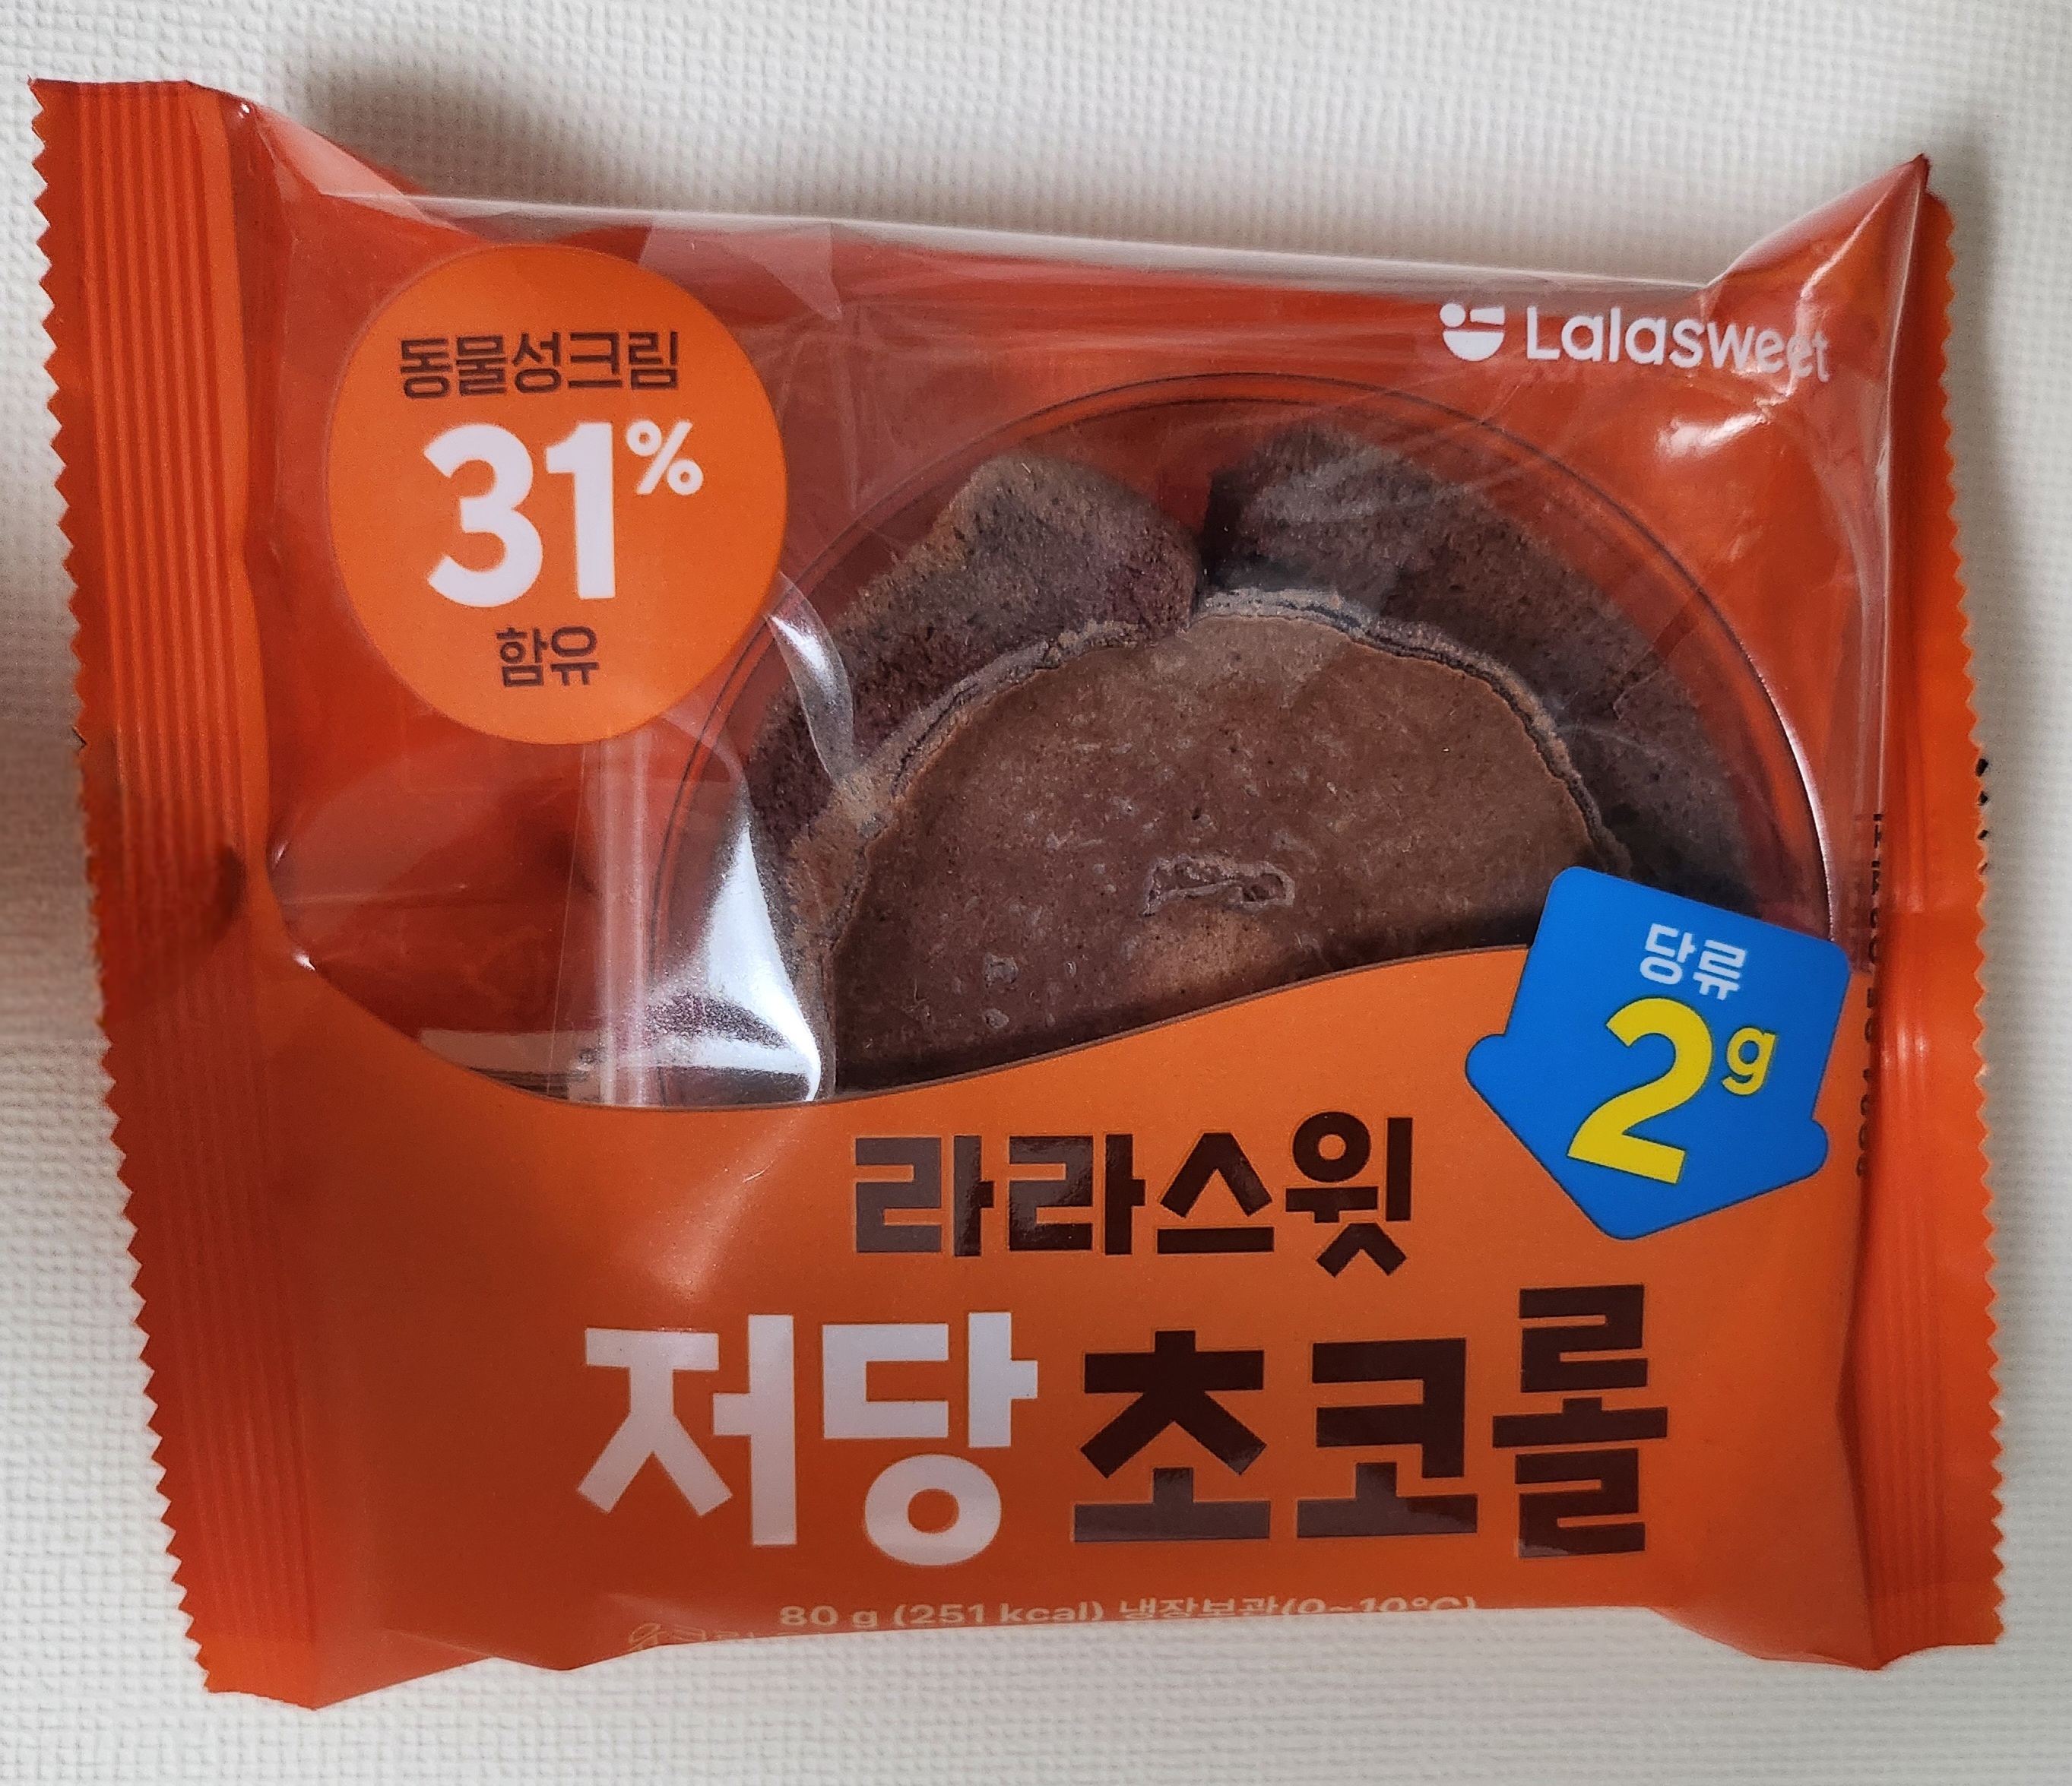 동물성크림
31%
함유
Lalasweet
당류
2g
라라스윗
저당 초코롤
80 g (251 kcal) 냉장보관(0~10℃)